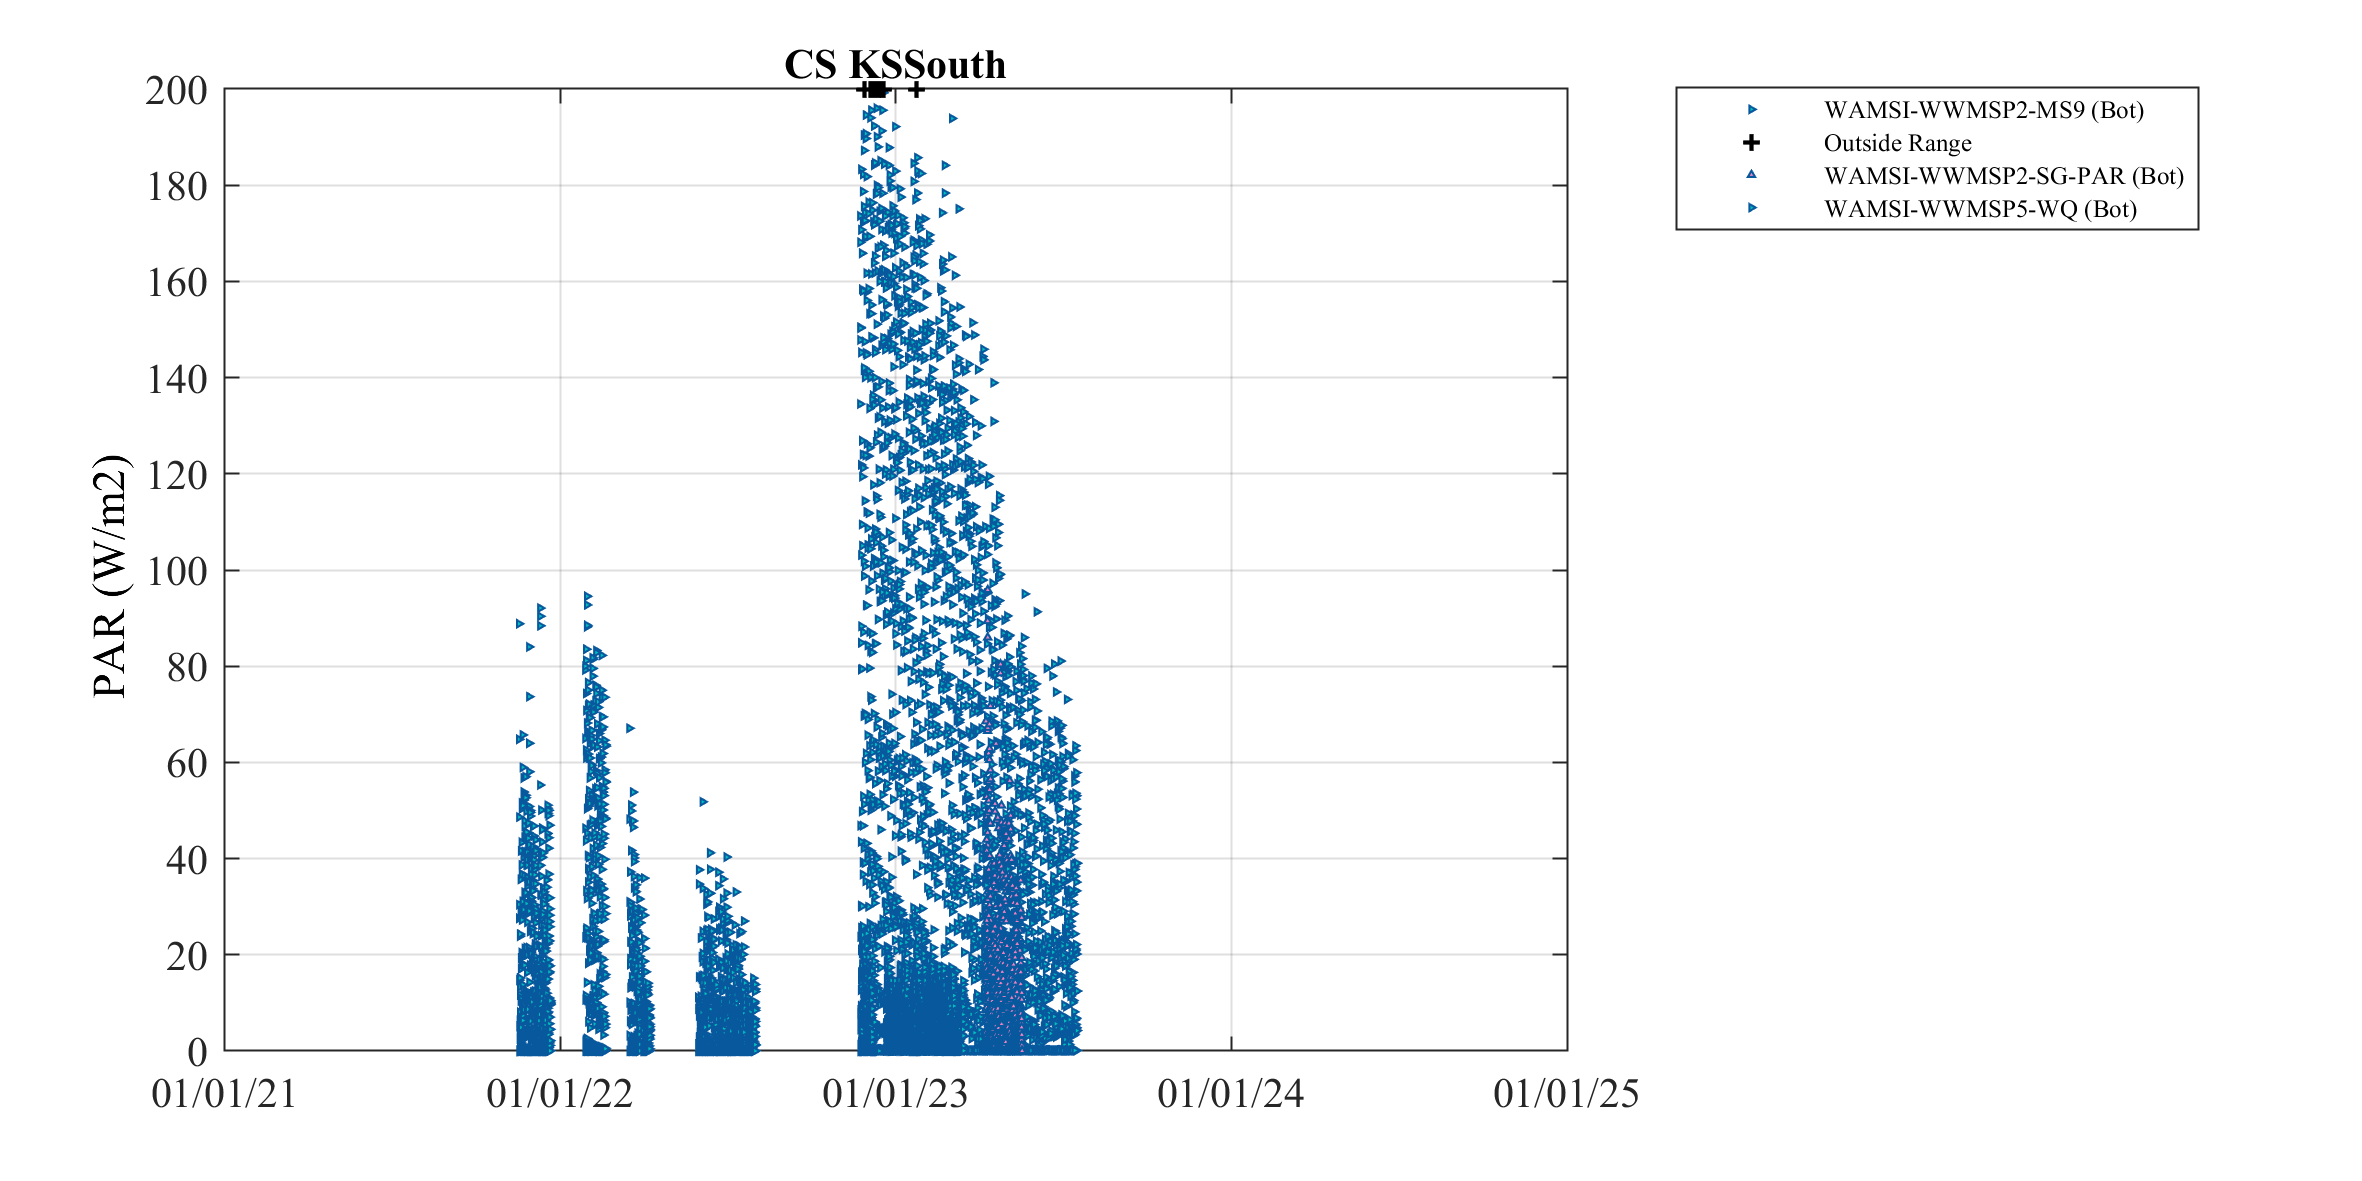 CS KSSouth
200
180
160
140
120
100
80
60
40
20
0
PAR (W/m2)
01/01/21
01/01/22
01/01/23
01/01/24
01/01/25
WAMSI-WWMSP2-MS9 (Bot)
Outside Range
WAMSI-WWMSP2-SG-PAR (Bot)
WAMSI-WWMSP5-WQ (Bot)